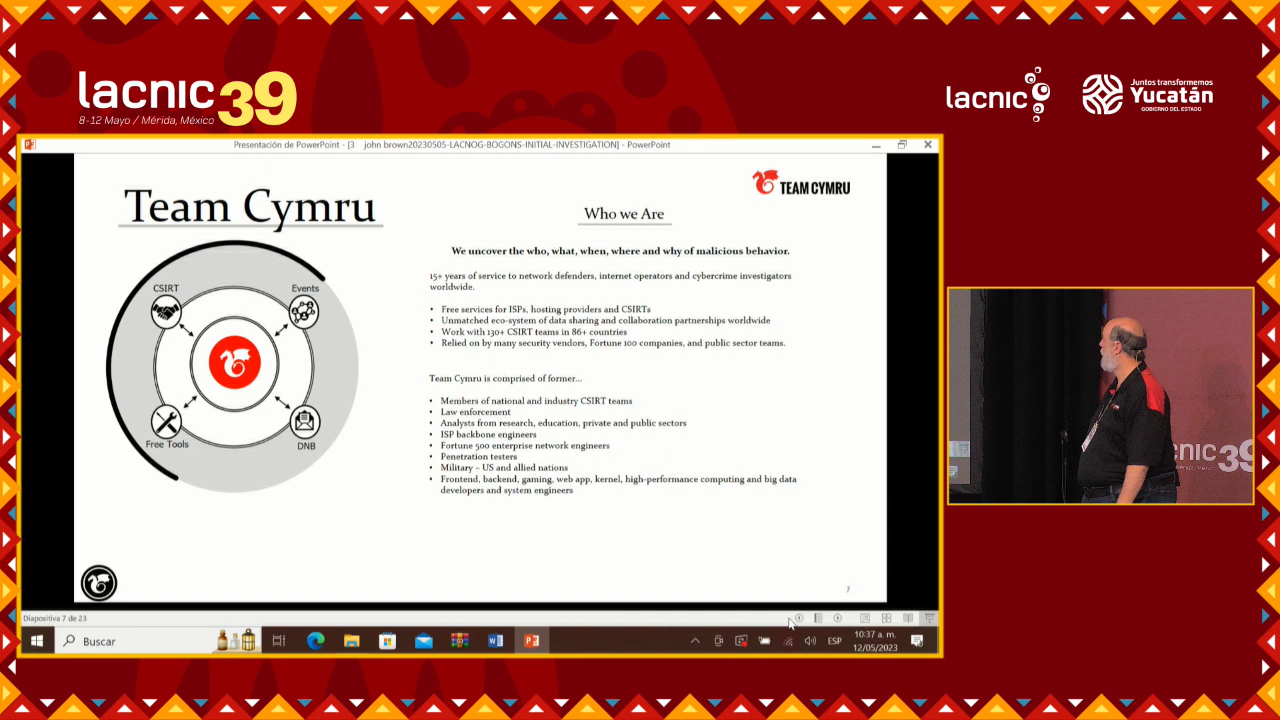 lacnic39
8-12 Mayo / Mérida, México
lacnic
Juntos transformemos
Yucatán
GOBIERNO DEL ESTADO
Presentación de PowerPoint - [3 john brown20230505-LACNOG-BOGONS-INITIAL-INVESTIGATION] - PowerPoint
Team Cymru
TEAM CYMRU
Who we Are
We uncover the who, what, when, where and why of malicious behavior.
15+ years of service to network defenders, internet operators and cybercrime investigators
worldwide.
• Free services for ISPs, hosting providers and CSIRTs
• Unmatched eco-system of data sharing and collaboration partnerships worldwide
• Work with 130+ CSIRT teams in 86+ countries
• Relied on by many security vendors, Fortune 100 companies, and public sector teams.
Team Cymru is comprised of former...
• Members of national and industry CSIRT teams
• Law enforcement
• Analysts from research, education, private and public sectors
• ISP backbone engineers
• Fortune 500 enterprise network engineers
• Penetration testers
• Military – US and allied nations
• Frontend, backend, gaming, web app, kernel, high-performance computing and big data
developers and system engineers
CSIRT
Events
Free Tools
DNB
7
Diapositiva 7 de 23
Buscar
ESP
10:37 a. m.
12/05/2023
cnic39